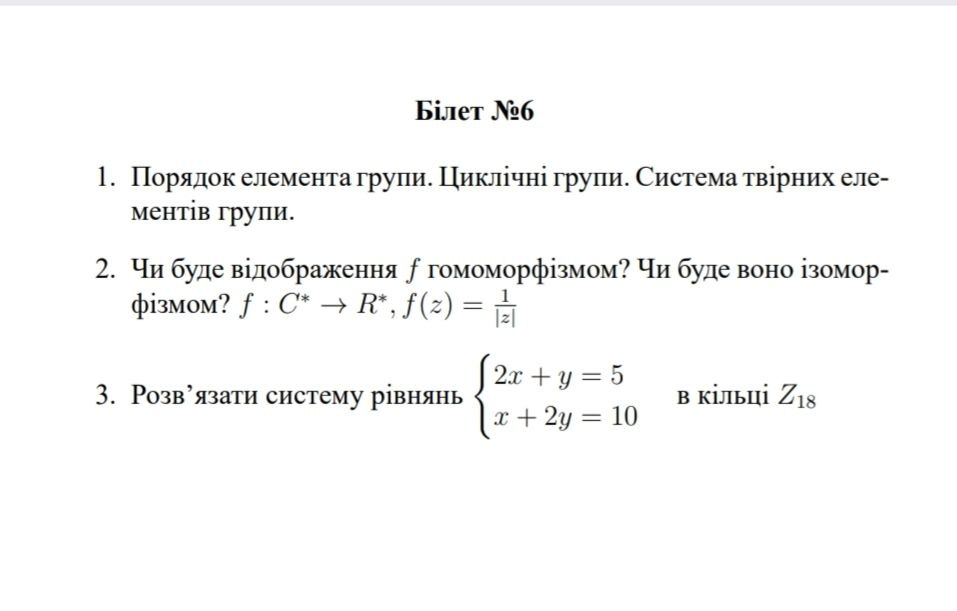 Білет №6
1. Порядок елемента групи. Циклічні групи. Система твірних еле-
ментів групи.
2. Чи буде відображення f гомоморфізмом? Чи буде воно ізомор-
фізмом? f : C* → R*, f(z) = 1/|z|
3. Розв’язати систему рівнянь { 2x + y = 5
x + 2y = 10 в кільці Z₁₈